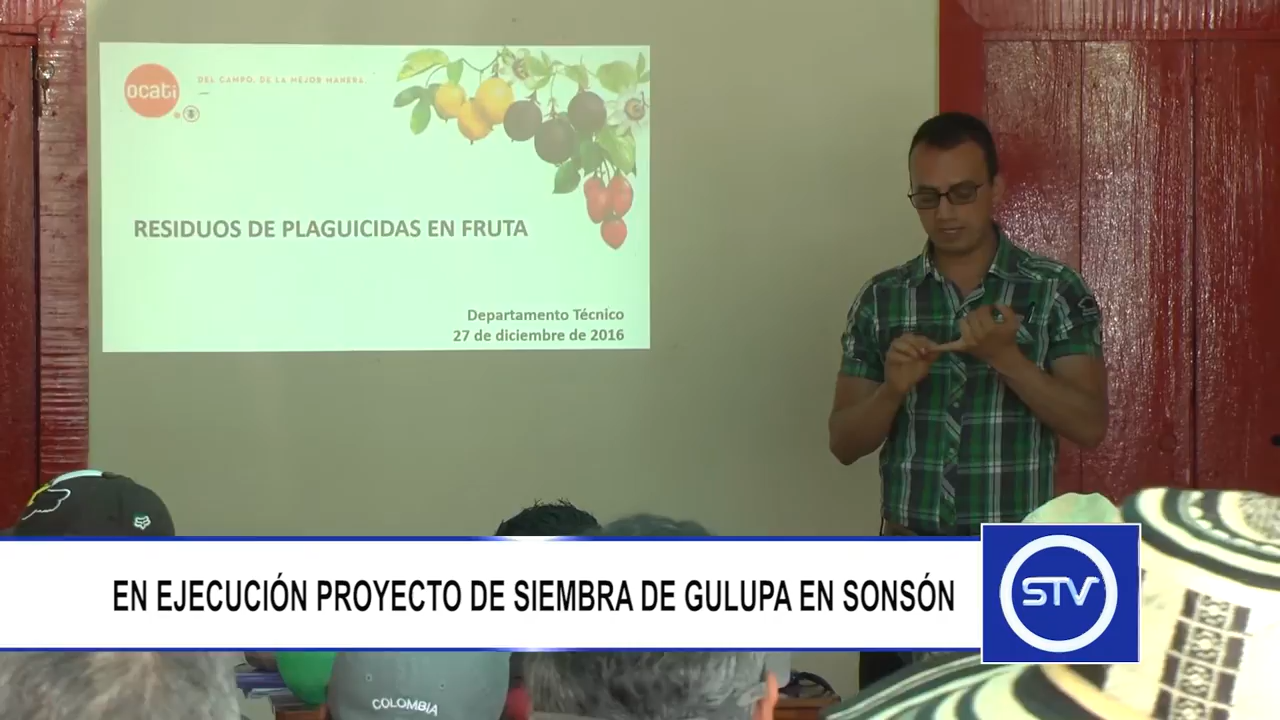 ocati
DEL CAMPO, DE LA MEJOR MANERA
RESIDUOS DE PLAGUICIDAS EN FRUTA
Departamento Técnico
27 de diciembre de 2016
EN EJECUCIÓN PROYECTO DE SIEMBRA DE GULUPA EN SONSÓN
STV
COLOMBIA